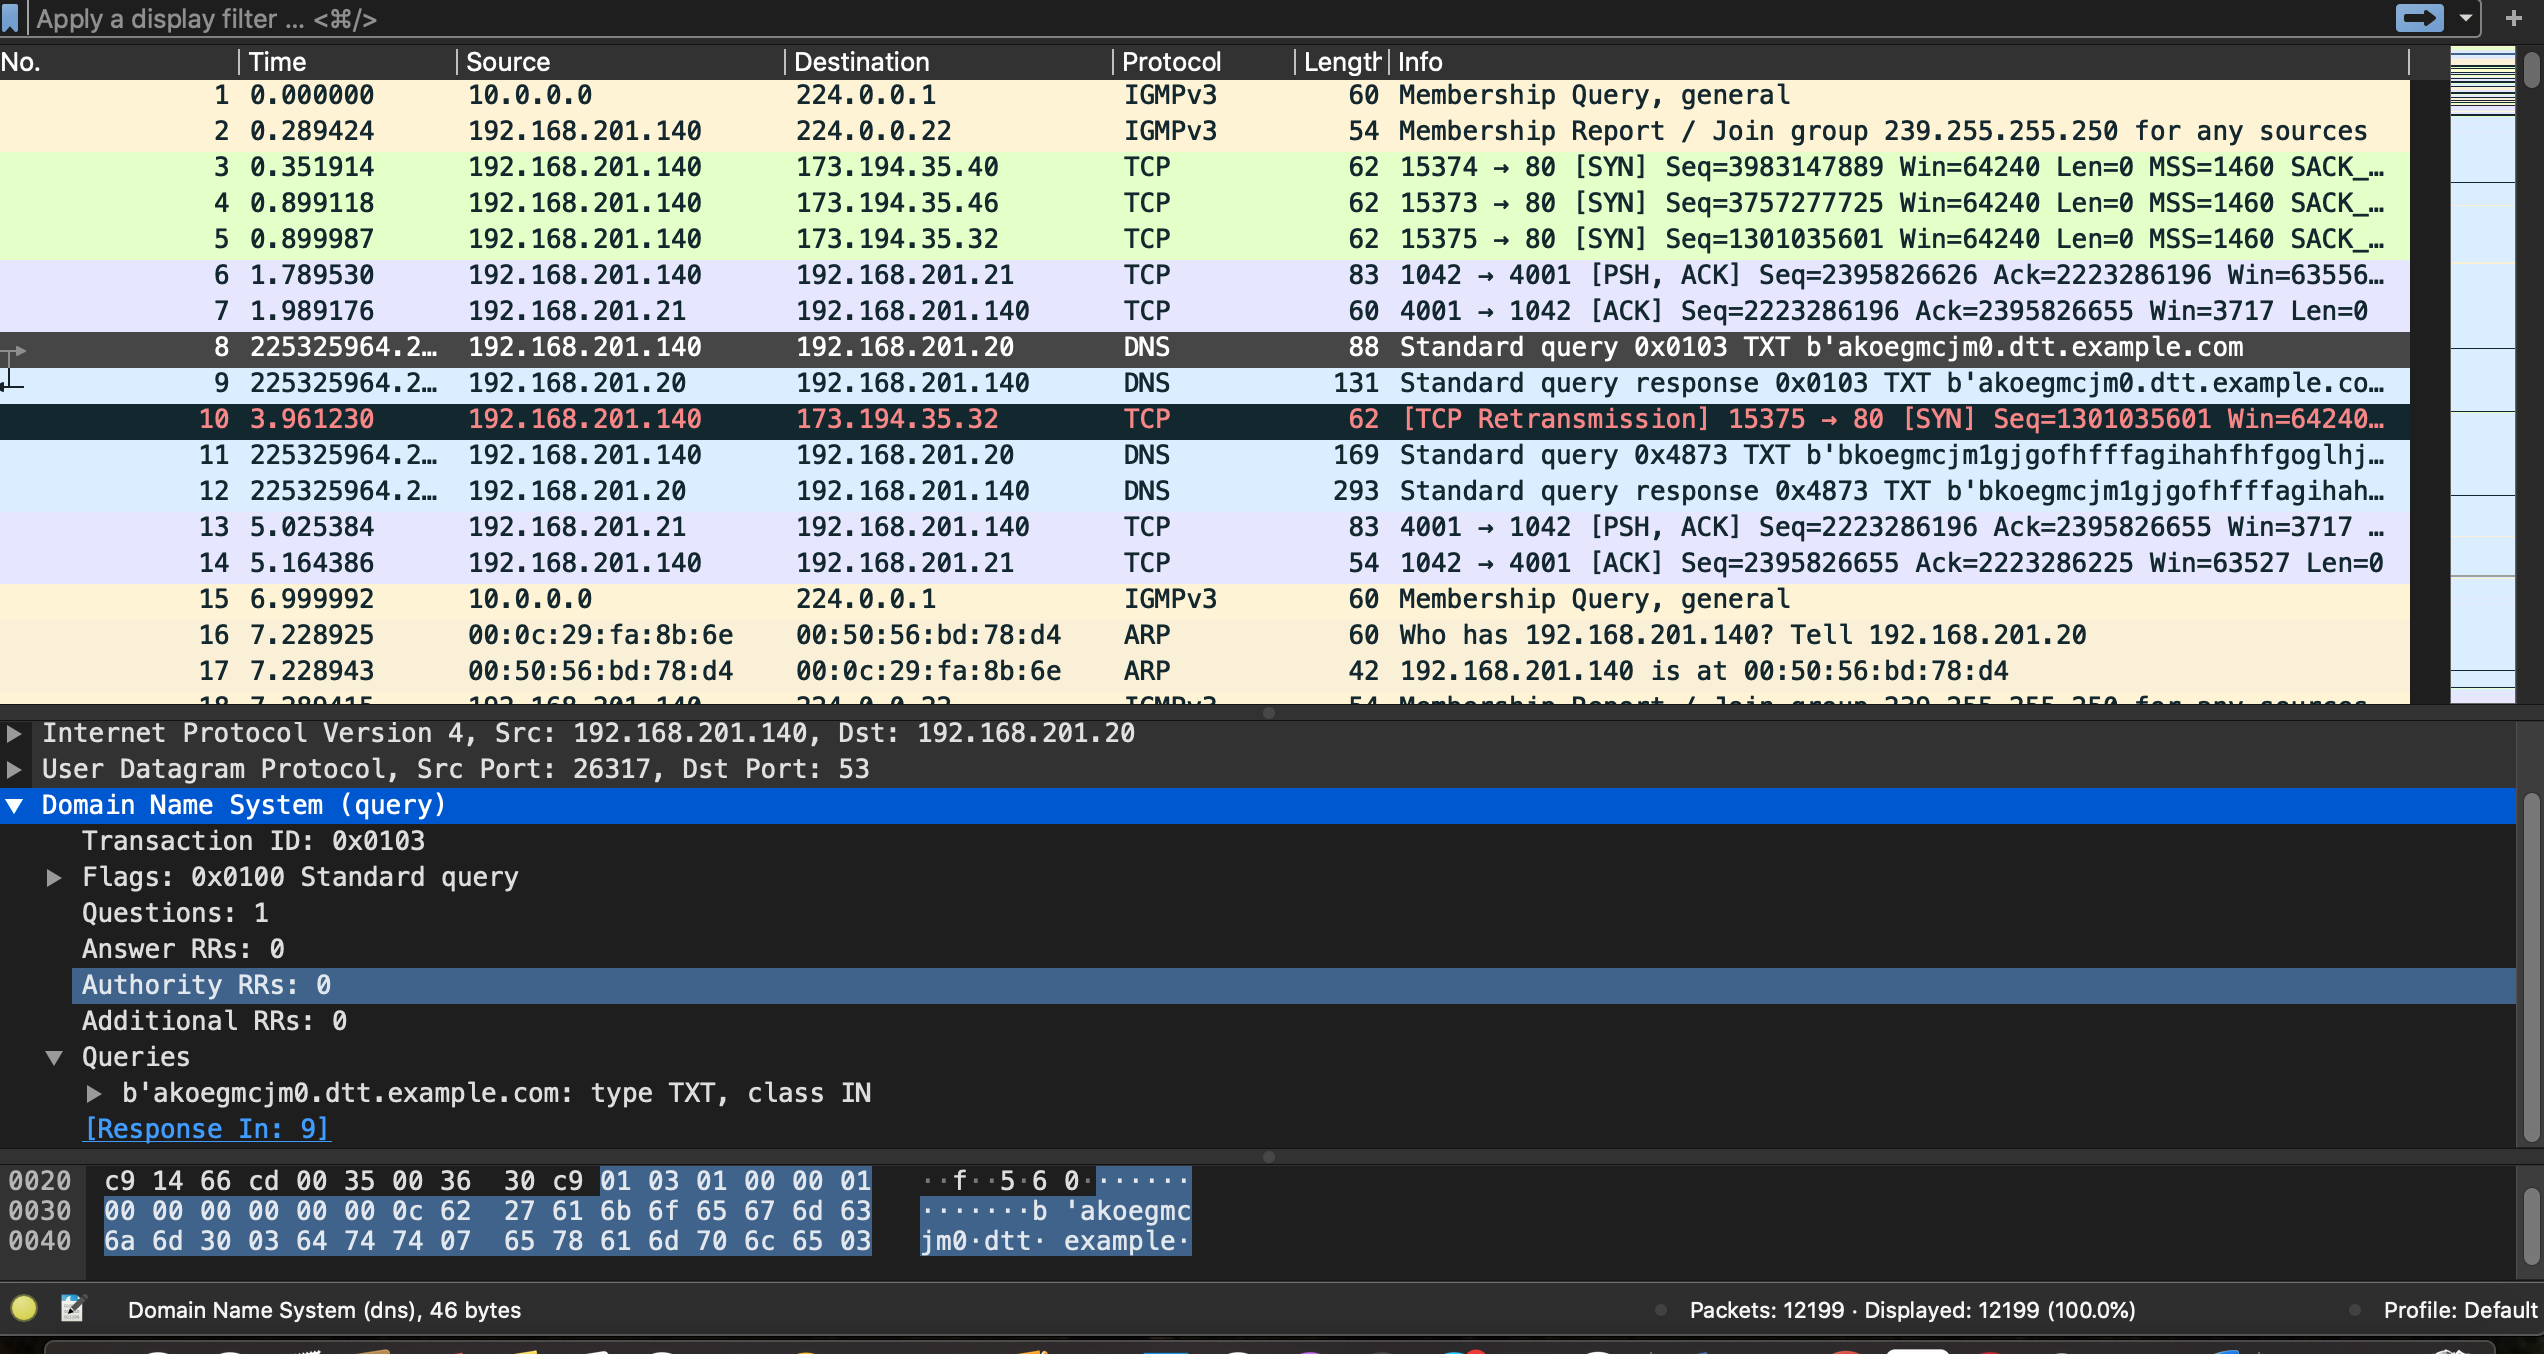 Apply a display filter ... <⌘/>
No. Time Source Destination Protocol Length Info
1 0.000000 10.0.0.0 224.0.0.1 IGMPv3 60 Membership Query, general
2 0.289424 192.168.201.140 224.0.0.22 IGMPv3 54 Membership Report / Join group 239.255.255.250 for any sources
3 0.351914 192.168.201.140 173.194.35.40 TCP 62 15374 → 80 [SYN] Seq=3983147889 Win=64240 Len=0 MSS=1460 SACK_…
4 0.899118 192.168.201.140 173.194.35.46 TCP 62 15373 → 80 [SYN] Seq=3757277725 Win=64240 Len=0 MSS=1460 SACK_…
5 0.899987 192.168.201.140 173.194.35.32 TCP 62 15375 → 80 [SYN] Seq=1301035601 Win=64240 Len=0 MSS=1460 SACK_…
6 1.789530 192.168.201.140 192.168.201.21 TCP 83 1042 → 4001 [PSH, ACK] Seq=2395826626 Ack=2223286196 Win=63556…
7 1.989176 192.168.201.21 192.168.201.140 TCP 60 4001 → 1042 [ACK] Seq=2223286196 Ack=2395826655 Win=3717 Len=0
8 225325964.2… 192.168.201.140 192.168.201.20 DNS 88 Standard query 0x0103 TXT b'akoegmcjm0.dtt.example.com
9 225325964.2… 192.168.201.20 192.168.201.140 DNS 131 Standard query response 0x0103 TXT b'akoegmcjm0.dtt.example.co…
10 3.961230 192.168.201.140 173.194.35.32 TCP 62 [TCP Retransmission] 15375 → 80 [SYN] Seq=1301035601 Win=64240…
11 225325964.2… 192.168.201.140 192.168.201.20 DNS 169 Standard query 0x4873 TXT b'bkoegmcjm1gjgofhfffagihahfhfgoglhj…
12 225325964.2… 192.168.201.20 192.168.201.140 DNS 293 Standard query response 0x4873 TXT b'bkoegmcjm1gjgofhfffagihah…
13 5.025384 192.168.201.21 192.168.201.140 TCP 83 4001 → 1042 [PSH, ACK] Seq=2223286196 Ack=2395826655 Win=3717 …
14 5.164386 192.168.201.140 192.168.201.21 TCP 54 1042 → 4001 [ACK] Seq=2395826655 Ack=2223286225 Win=63527 Len=0
15 6.999992 10.0.0.0 224.0.0.1 IGMPv3 60 Membership Query, general
16 7.228925 00:0c:29:fa:8b:6e 00:50:56:bd:78:d4 ARP 60 Who has 192.168.201.140? Tell 192.168.201.20
17 7.228943 00:50:56:bd:78:d4 00:0c:29:fa:8b:6e ARP 42 192.168.201.140 is at 00:50:56:bd:78:d4
18 7.289415 192.168.201.140 224.0.0.22 IGMPv3 54 Membership Report / Join group 239.255.255.250 for any sources
Internet Protocol Version 4, Src: 192.168.201.140, Dst: 192.168.201.20
User Datagram Protocol, Src Port: 26317, Dst Port: 53
Domain Name System (query)
Transaction ID: 0x0103
Flags: 0x0100 Standard query
Questions: 1
Answer RRs: 0
Authority RRs: 0
Additional RRs: 0
Queries
b'akoegmcjm0.dtt.example.com: type TXT, class IN
[Response In: 9]
0020 c9 14 66 cd 00 35 00 36 30 c9 01 03 01 00 00 01 ··f··5·6 0·······
0030 00 00 00 00 00 00 0c 62 27 61 6b 6f 65 67 6d 63 ·······b 'akoegmc
0040 6a 6d 30 03 64 74 74 07 65 78 61 6d 70 6c 65 03 jm0·dtt· example·
Domain Name System (dns), 46 bytes Packets: 12199 · Displayed: 12199 (100.0%) Profile: Default